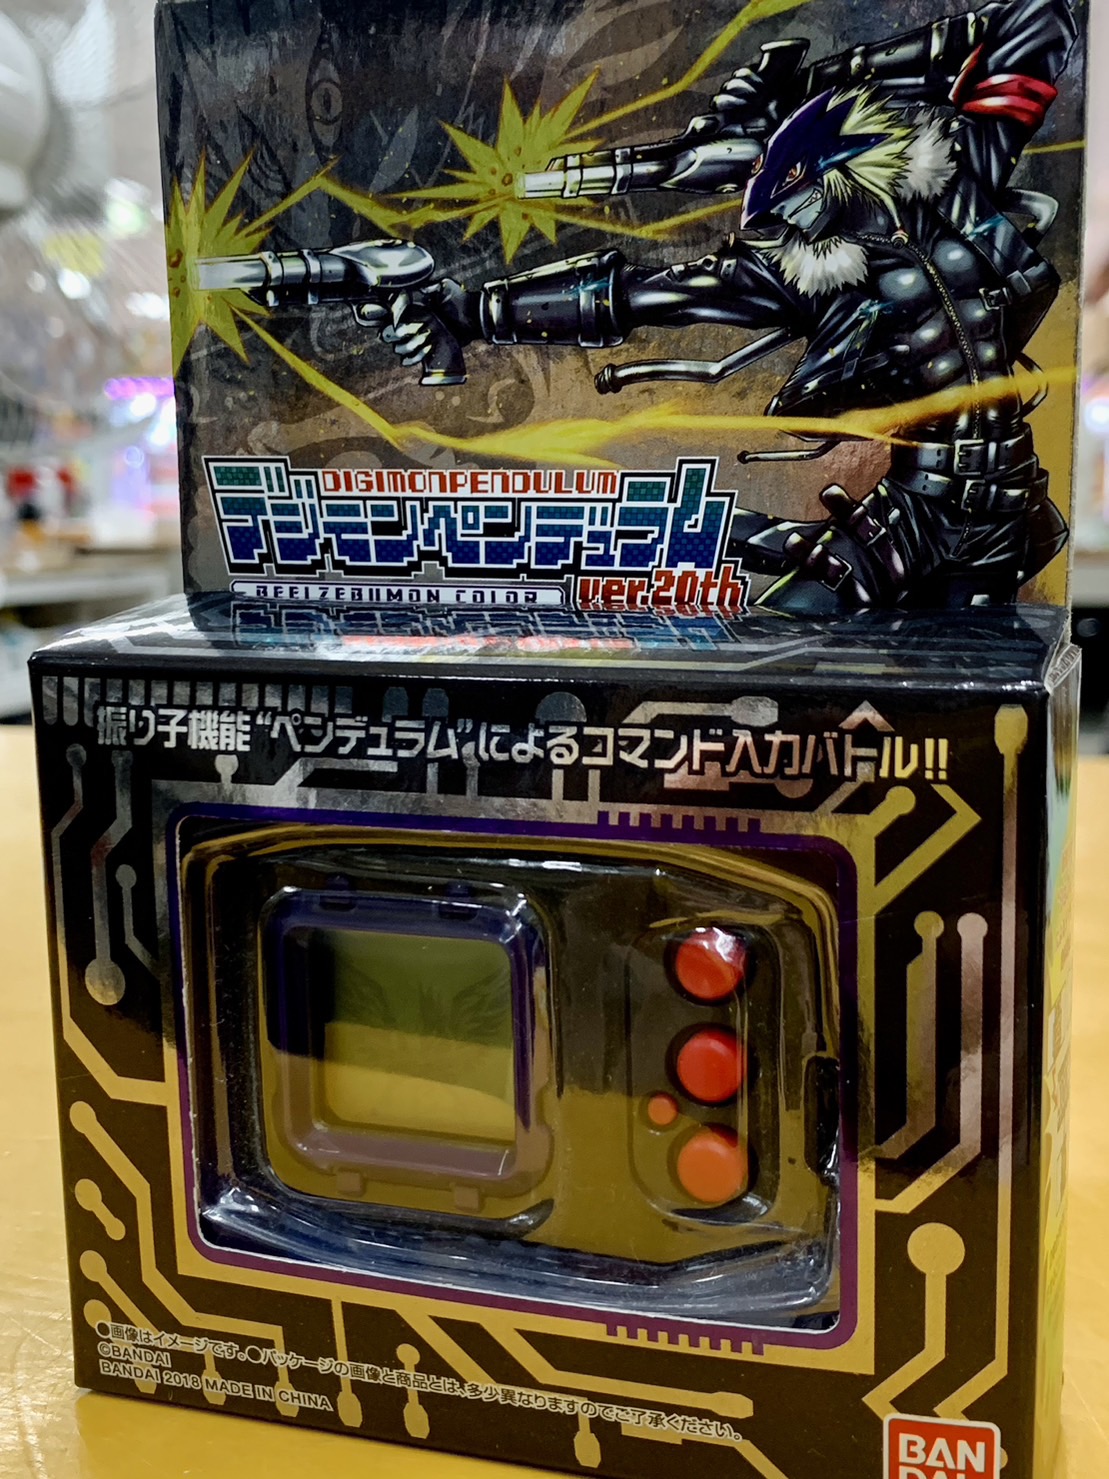 DIGIMONPENDULUM
デジモンペンデュラム
BEELZEBUMON COLOR
ver.20th
振り子機能“ペンデュラム”によるコマンド入力バトル!!
●画像はイメージです。●パッケージの画像と商品とは、多少異なりますのでご了承ください。
©BANDAI
BANDAI 2018 MADE IN CHINA
BAN
DAI